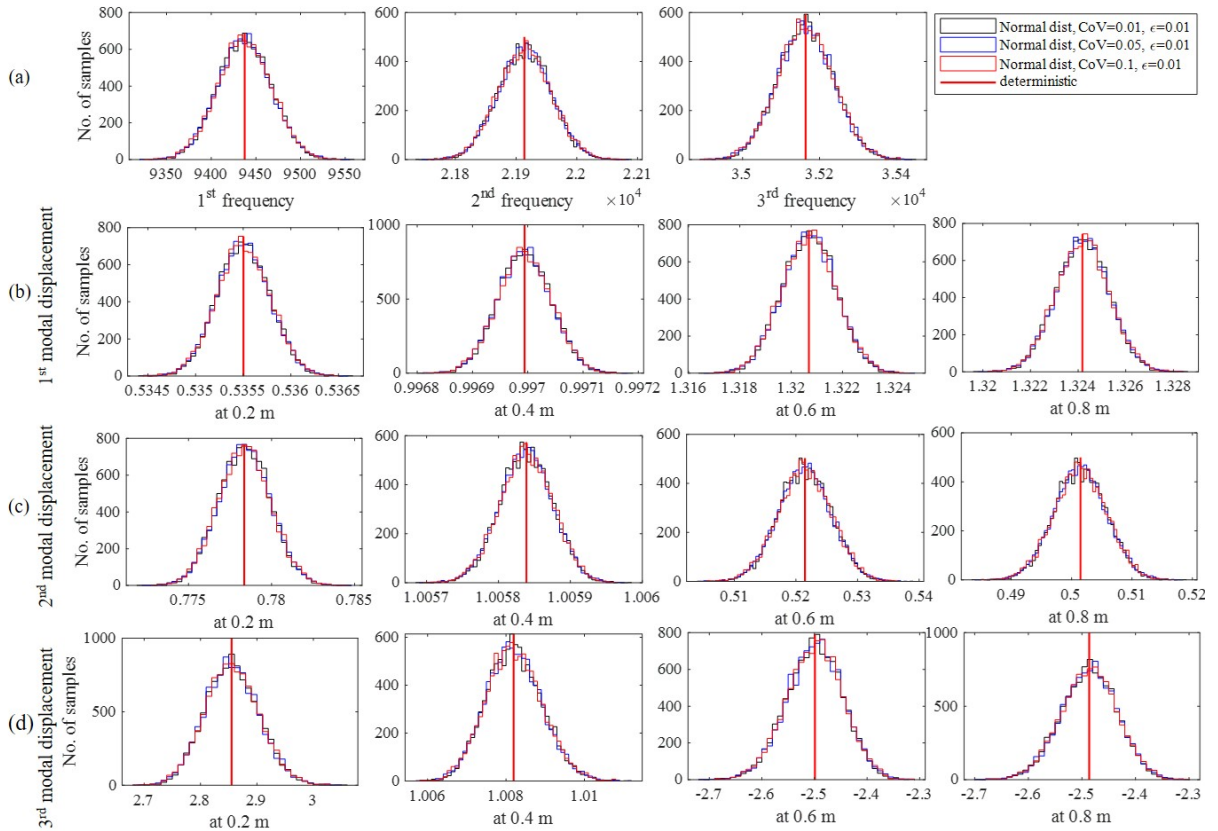 (a)
No. of samples
800
600
400
200
0
9350 9400 9450 9500 9550
1st frequency
600
400
200
0
2.18 2.19 2.2 2.21
2nd frequency ×10^4
600
400
200
0
3.5 3.52 3.54
3rd frequency ×10^4
Normal dist, CoV=0.01, ϵ=0.01
Normal dist, CoV=0.05, ϵ=0.01
Normal dist, CoV=0.1, ϵ=0.01
deterministic
(b)
1st modal displacement
No. of samples
800
600
400
200
0
0.5345 0.535 0.5355 0.536 0.5365
at 0.2 m
1000
500
0
0.9968 0.9969 0.997 0.9971 0.9972
at 0.4 m
800
600
400
200
0
1.316 1.318 1.32 1.322 1.324
at 0.6 m
800
600
400
200
0
1.32 1.322 1.324 1.326 1.328
at 0.8 m
(c)
2nd modal displacement
No. of samples
800
600
400
200
0
0.775 0.78 0.785
at 0.2 m
600
400
200
0
1.0057 1.0058 1.0059 1.006
at 0.4 m
600
400
200
0
0.51 0.52 0.53 0.54
at 0.6 m
600
400
200
0
0.49 0.5 0.51 0.52
at 0.8 m
(d)
3rd modal displacement
No. of samples
1000
500
0
2.7 2.8 2.9 3
at 0.2 m
600
400
200
0
1.006 1.008 1.01
at 0.4 m
800
600
400
200
0
-2.7 -2.6 -2.5 -2.4 -2.3
at 0.6 m
1000
500
0
-2.7 -2.6 -2.5 -2.4 -2.3
at 0.8 m